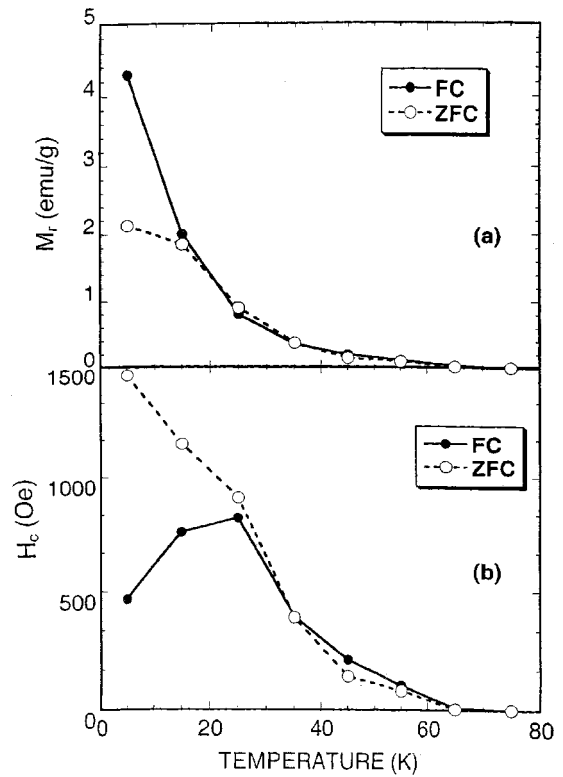 5
4
3
2
1
0
M_r (emu/g)
FC
ZFC
(a)
1500
1000
500
0
H_c (Oe)
FC
ZFC
(b)
0 20 40 60 80
TEMPERATURE (K)